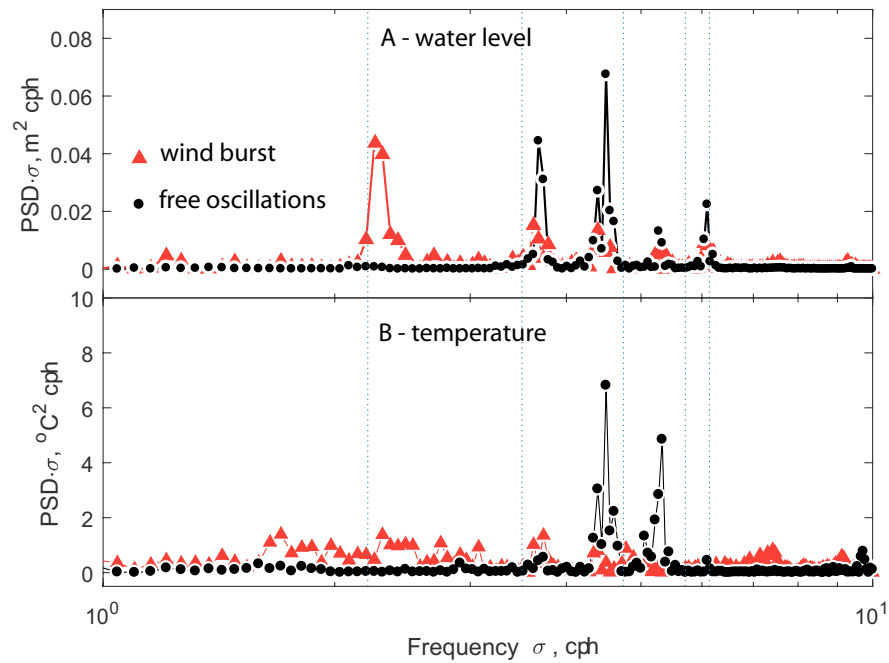 A - water level
PSD·σ, m² cph
0.08
0.06
0.04
0.02
0
wind burst
free oscillations
B - temperature
PSD·σ, ºC² cph
10
8
6
4
2
0
10⁰
10¹
Frequency σ , cph